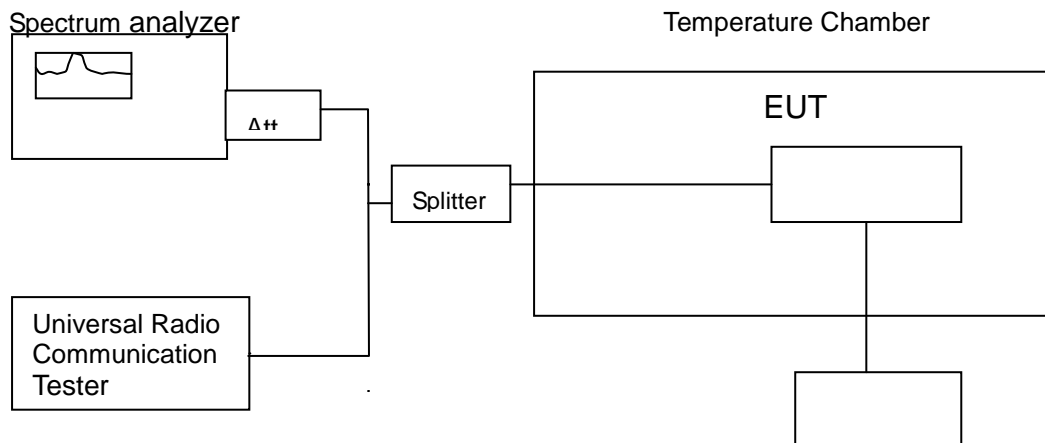 Spectrum analyzer
Temperature Chamber
EUT
Splitter
Universal Radio
Communication
Tester